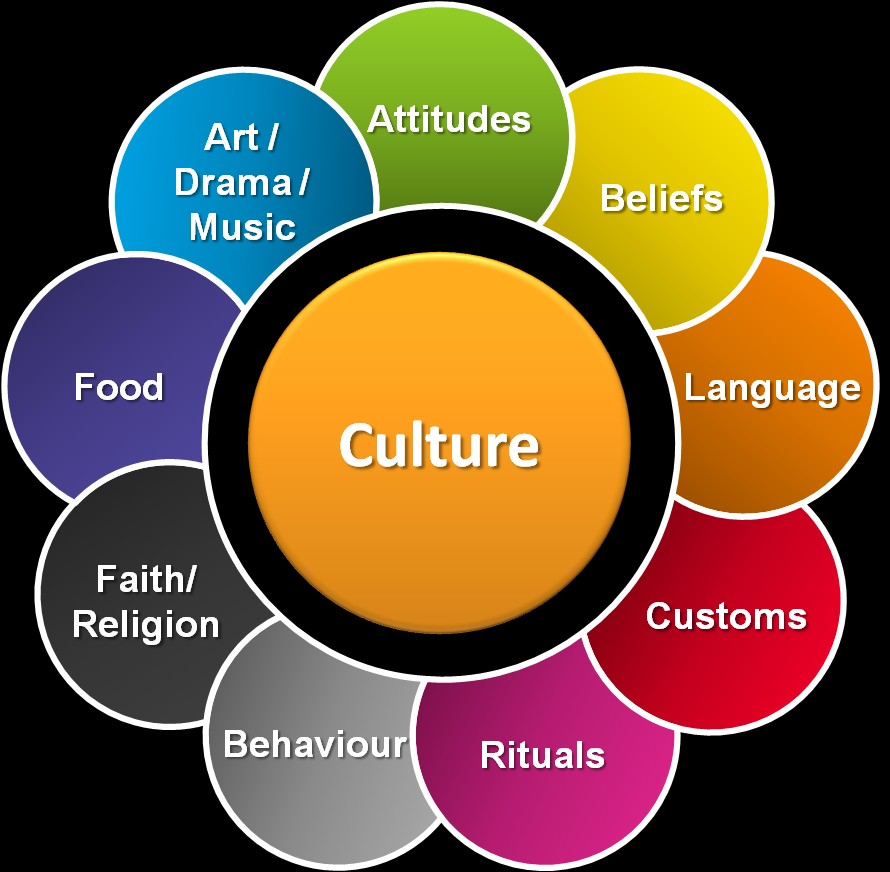 Attitudes
Beliefs
Language
Customs
Rituals
Behaviour
Faith/
Religion
Food
Art /
Drama /
Music
Culture